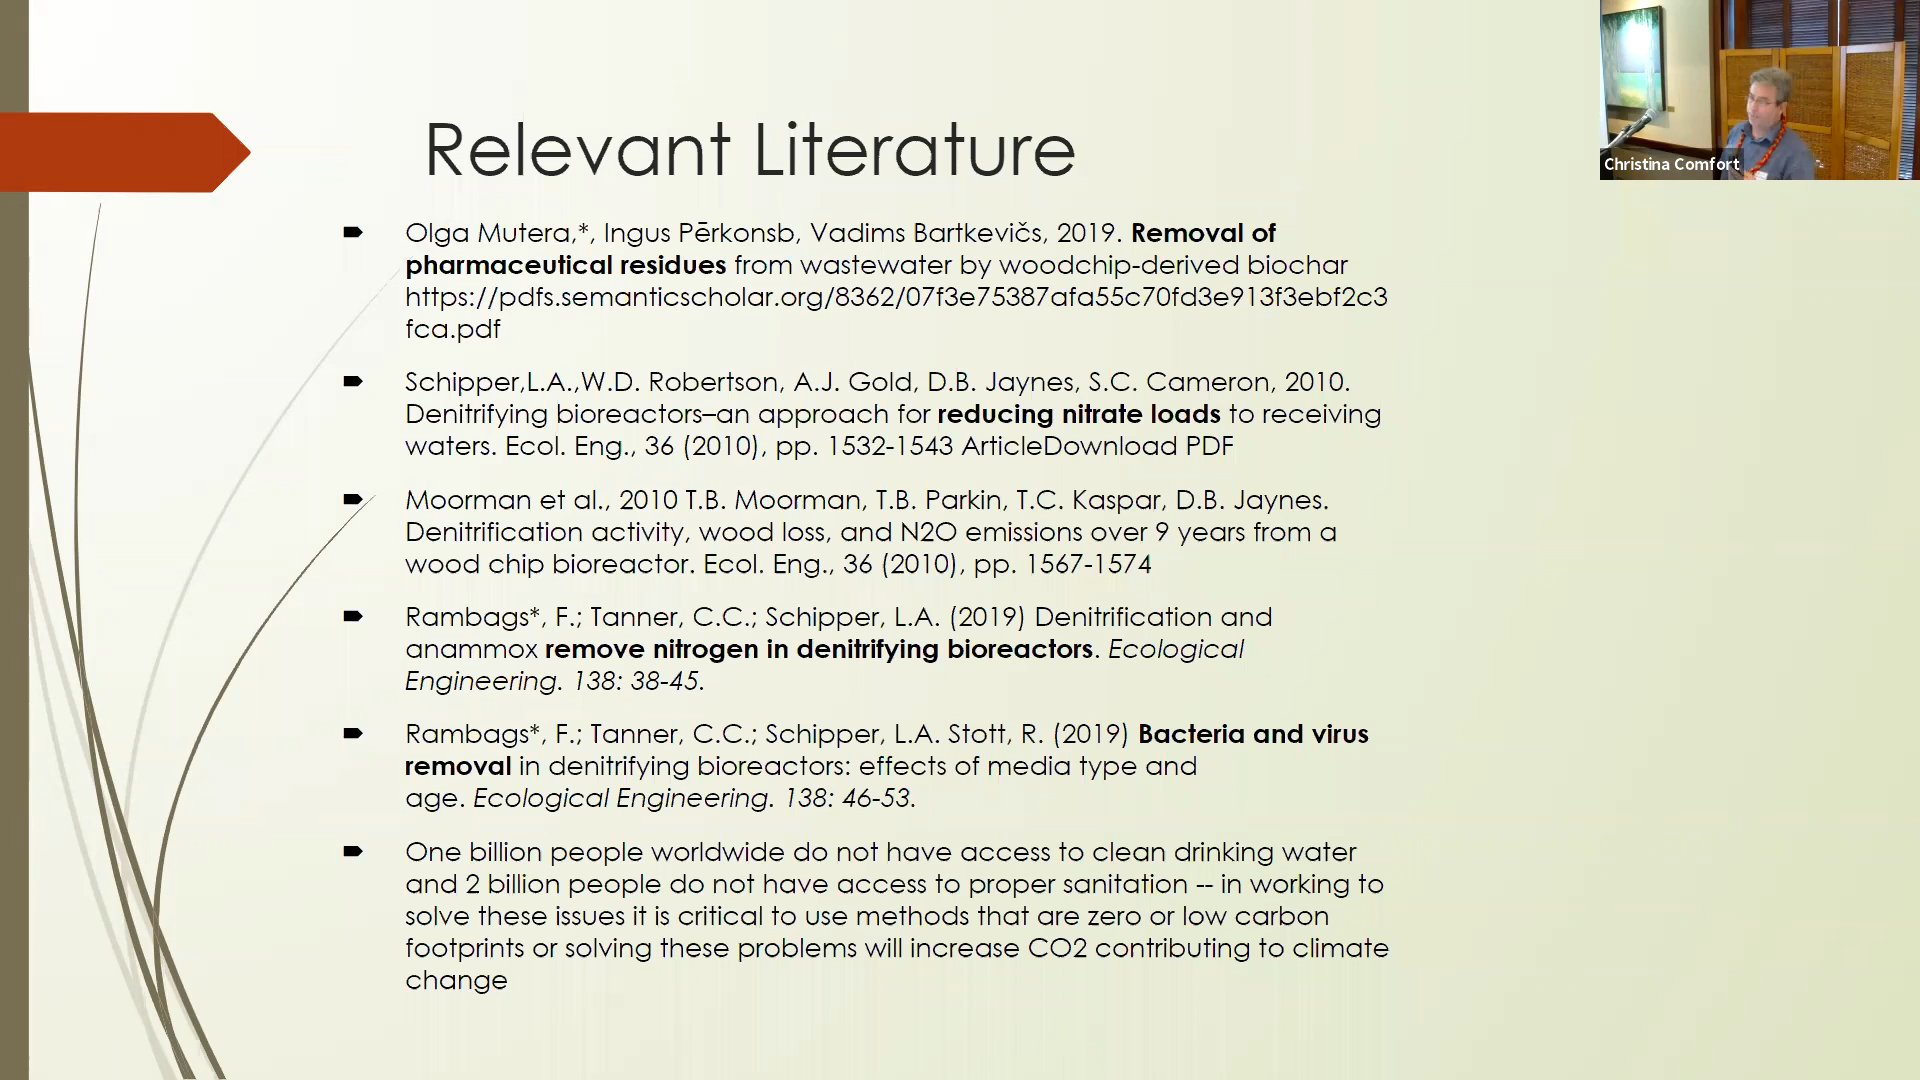 Relevant Literature
Christina Comfort
Olga Mutera,*, Ingus Pērkonsb, Vadims Bartkevičs, 2019. Removal of
pharmaceutical residues from wastewater by woodchip-derived biochar
https://pdfs.semanticscholar.org/8362/07f3e75387afa55c70fd3e913f3ebf2c3
fca.pdf
Schipper,L.A.,W.D. Robertson, A.J. Gold, D.B. Jaynes, S.C. Cameron, 2010.
Denitrifying bioreactors–an approach for reducing nitrate loads to receiving
waters. Ecol. Eng., 36 (2010), pp. 1532-1543 ArticleDownload PDF
Moorman et al., 2010 T.B. Moorman, T.B. Parkin, T.C. Kaspar, D.B. Jaynes.
Denitrification activity, wood loss, and N2O emissions over 9 years from a
wood chip bioreactor. Ecol. Eng., 36 (2010), pp. 1567-1574
Rambags*, F.; Tanner, C.C.; Schipper, L.A. (2019) Denitrification and
anammox remove nitrogen in denitrifying bioreactors. Ecological
Engineering. 138: 38-45.
Rambags*, F.; Tanner, C.C.; Schipper, L.A. Stott, R. (2019) Bacteria and virus
removal in denitrifying bioreactors: effects of media type and
age. Ecological Engineering. 138: 46-53.
One billion people worldwide do not have access to clean drinking water
and 2 billion people do not have access to proper sanitation -- in working to
solve these issues it is critical to use methods that are zero or low carbon
footprints or solving these problems will increase CO2 contributing to climate
change